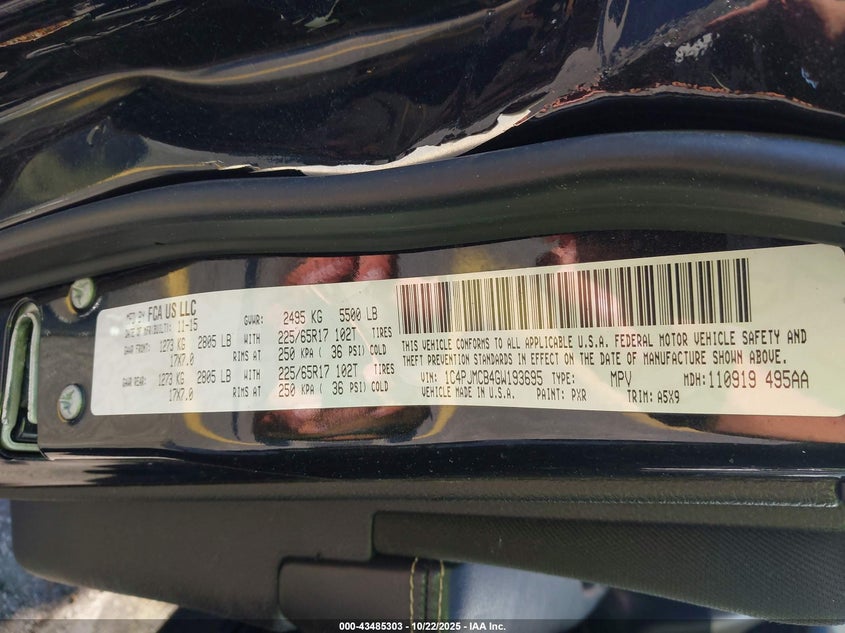 MFD BY FCA US LLC
DATE OF MFR(BUILT): 11-15
GVWR: 2495 KG 5500 LB
GAWR FRONT: 1273 KG 2805 LB WITH 225/65R17 102T TIRES
17X7.0 RIMS AT 250 KPA ( 36 PSI) COLD
GAWR REAR: 1273 KG 2805 LB WITH 225/65R17 102T TIRES
17X7.0 RIMS AT 250 KPA ( 36 PSI) COLD
THIS VEHICLE CONFORMS TO ALL APPLICABLE U.S.A. FEDERAL MOTOR VEHICLE SAFETY AND
THEFT PREVENTION STANDARDS IN EFFECT ON THE DATE OF MANUFACTURE SHOWN ABOVE.
VIN: 1C4PJMCB4GW193695 TYPE: MPV MDH: 110919 495AA
VEHICLE MADE IN U.S.A. PAINT: PXR TRIM: A5X9
000-43485303 - 10/22/2025 - IAA Inc.